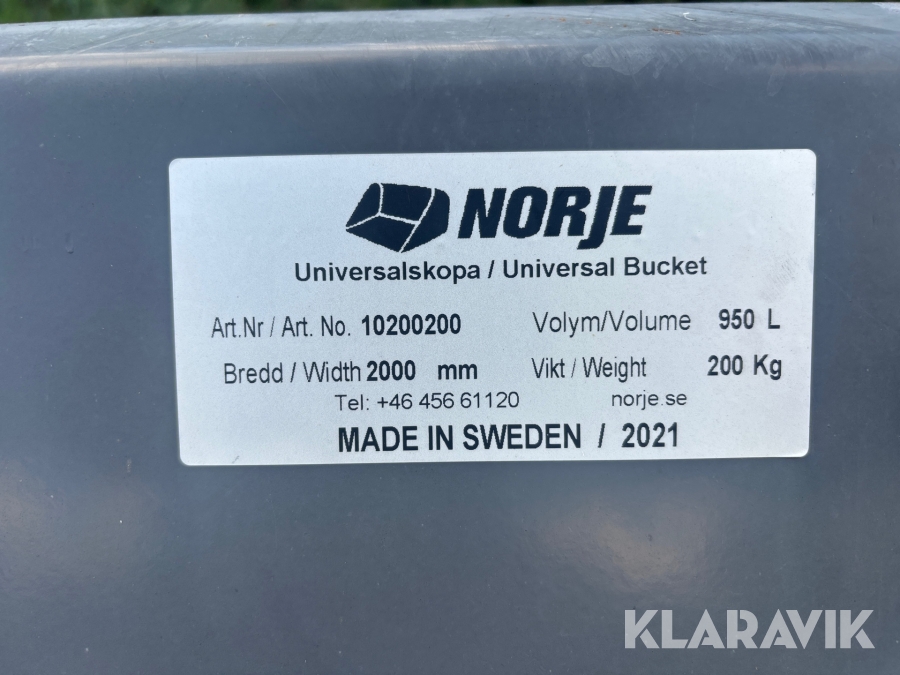 NORJE
Universalskopa / Universal Bucket
Art.Nr / Art. No. 10200200 Volym/Volume 950 L
Bredd / Width 2000 mm Vikt / Weight 200 Kg
Tel: +46 456 61120 norje.se
MADE IN SWEDEN / 2021
KLARAVIK